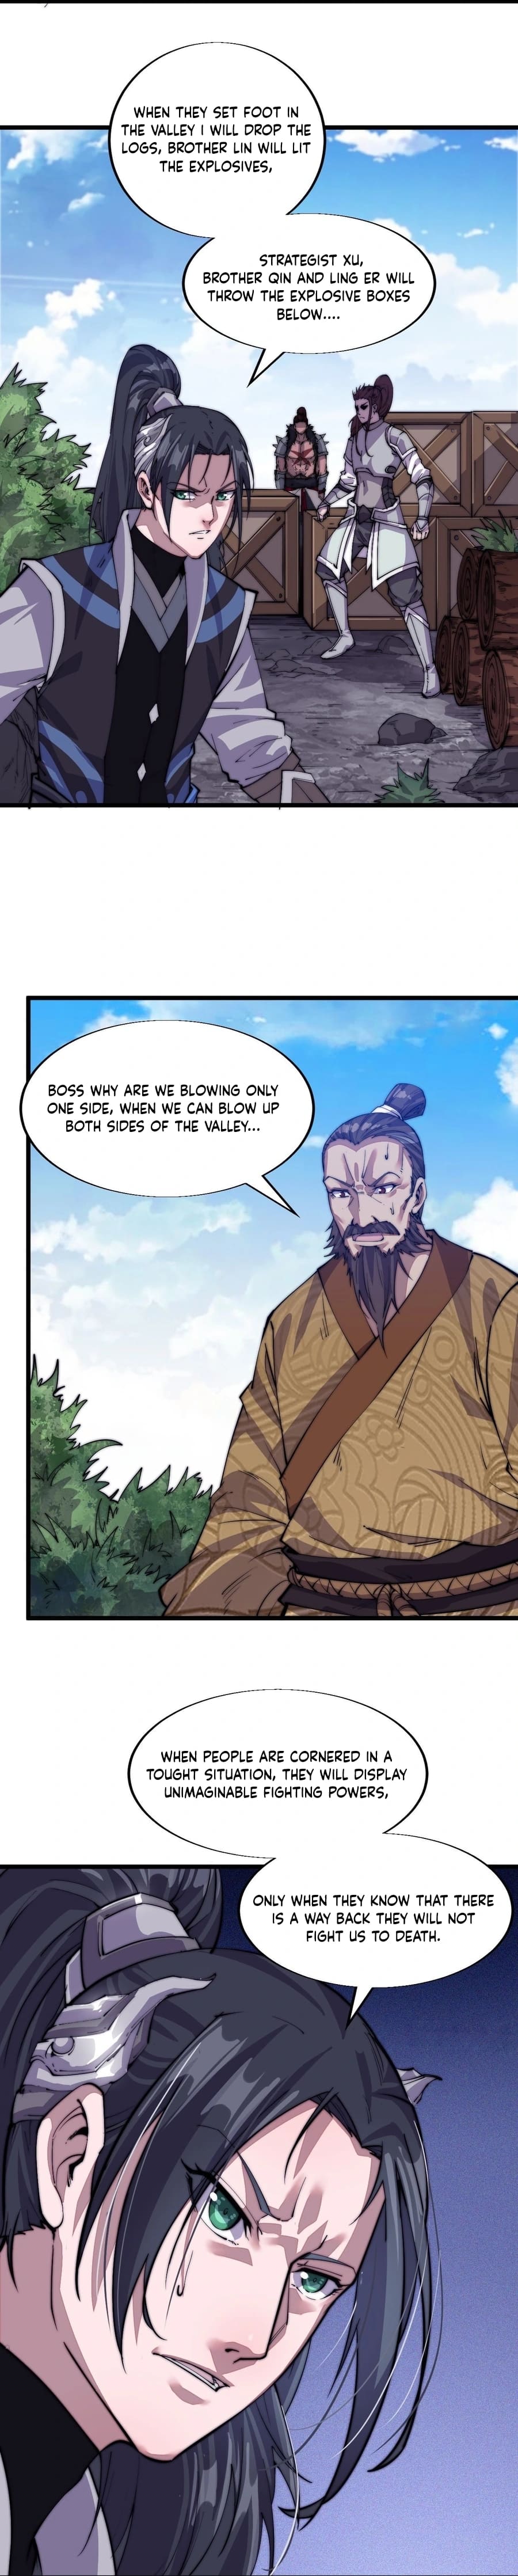 WHEN THEY SET FOOT IN
THE VALLEY I WILL DROP THE
LOGS, BROTHER LIN WILL LIT
THE EXPLOSIVES,
STRATEGIST XU,
BROTHER QIN AND LING ER WILL
THROW THE EXPLOSIVE BOXES
BELOW....
BOSS WHY ARE WE BLOWING ONLY
ONE SIDE, WHEN WE CAN BLOW UP
BOTH SIDES OF THE VALLEY...
WHEN PEOPLE ARE CORNERED IN A
TOUGHT SITUATION, THEY WILL DISPLAY
UNIMAGINABLE FIGHTING POWERS,
ONLY WHEN THEY KNOW THAT THERE
IS A WAY BACK THEY WILL NOT
FIGHT US TO DEATH.